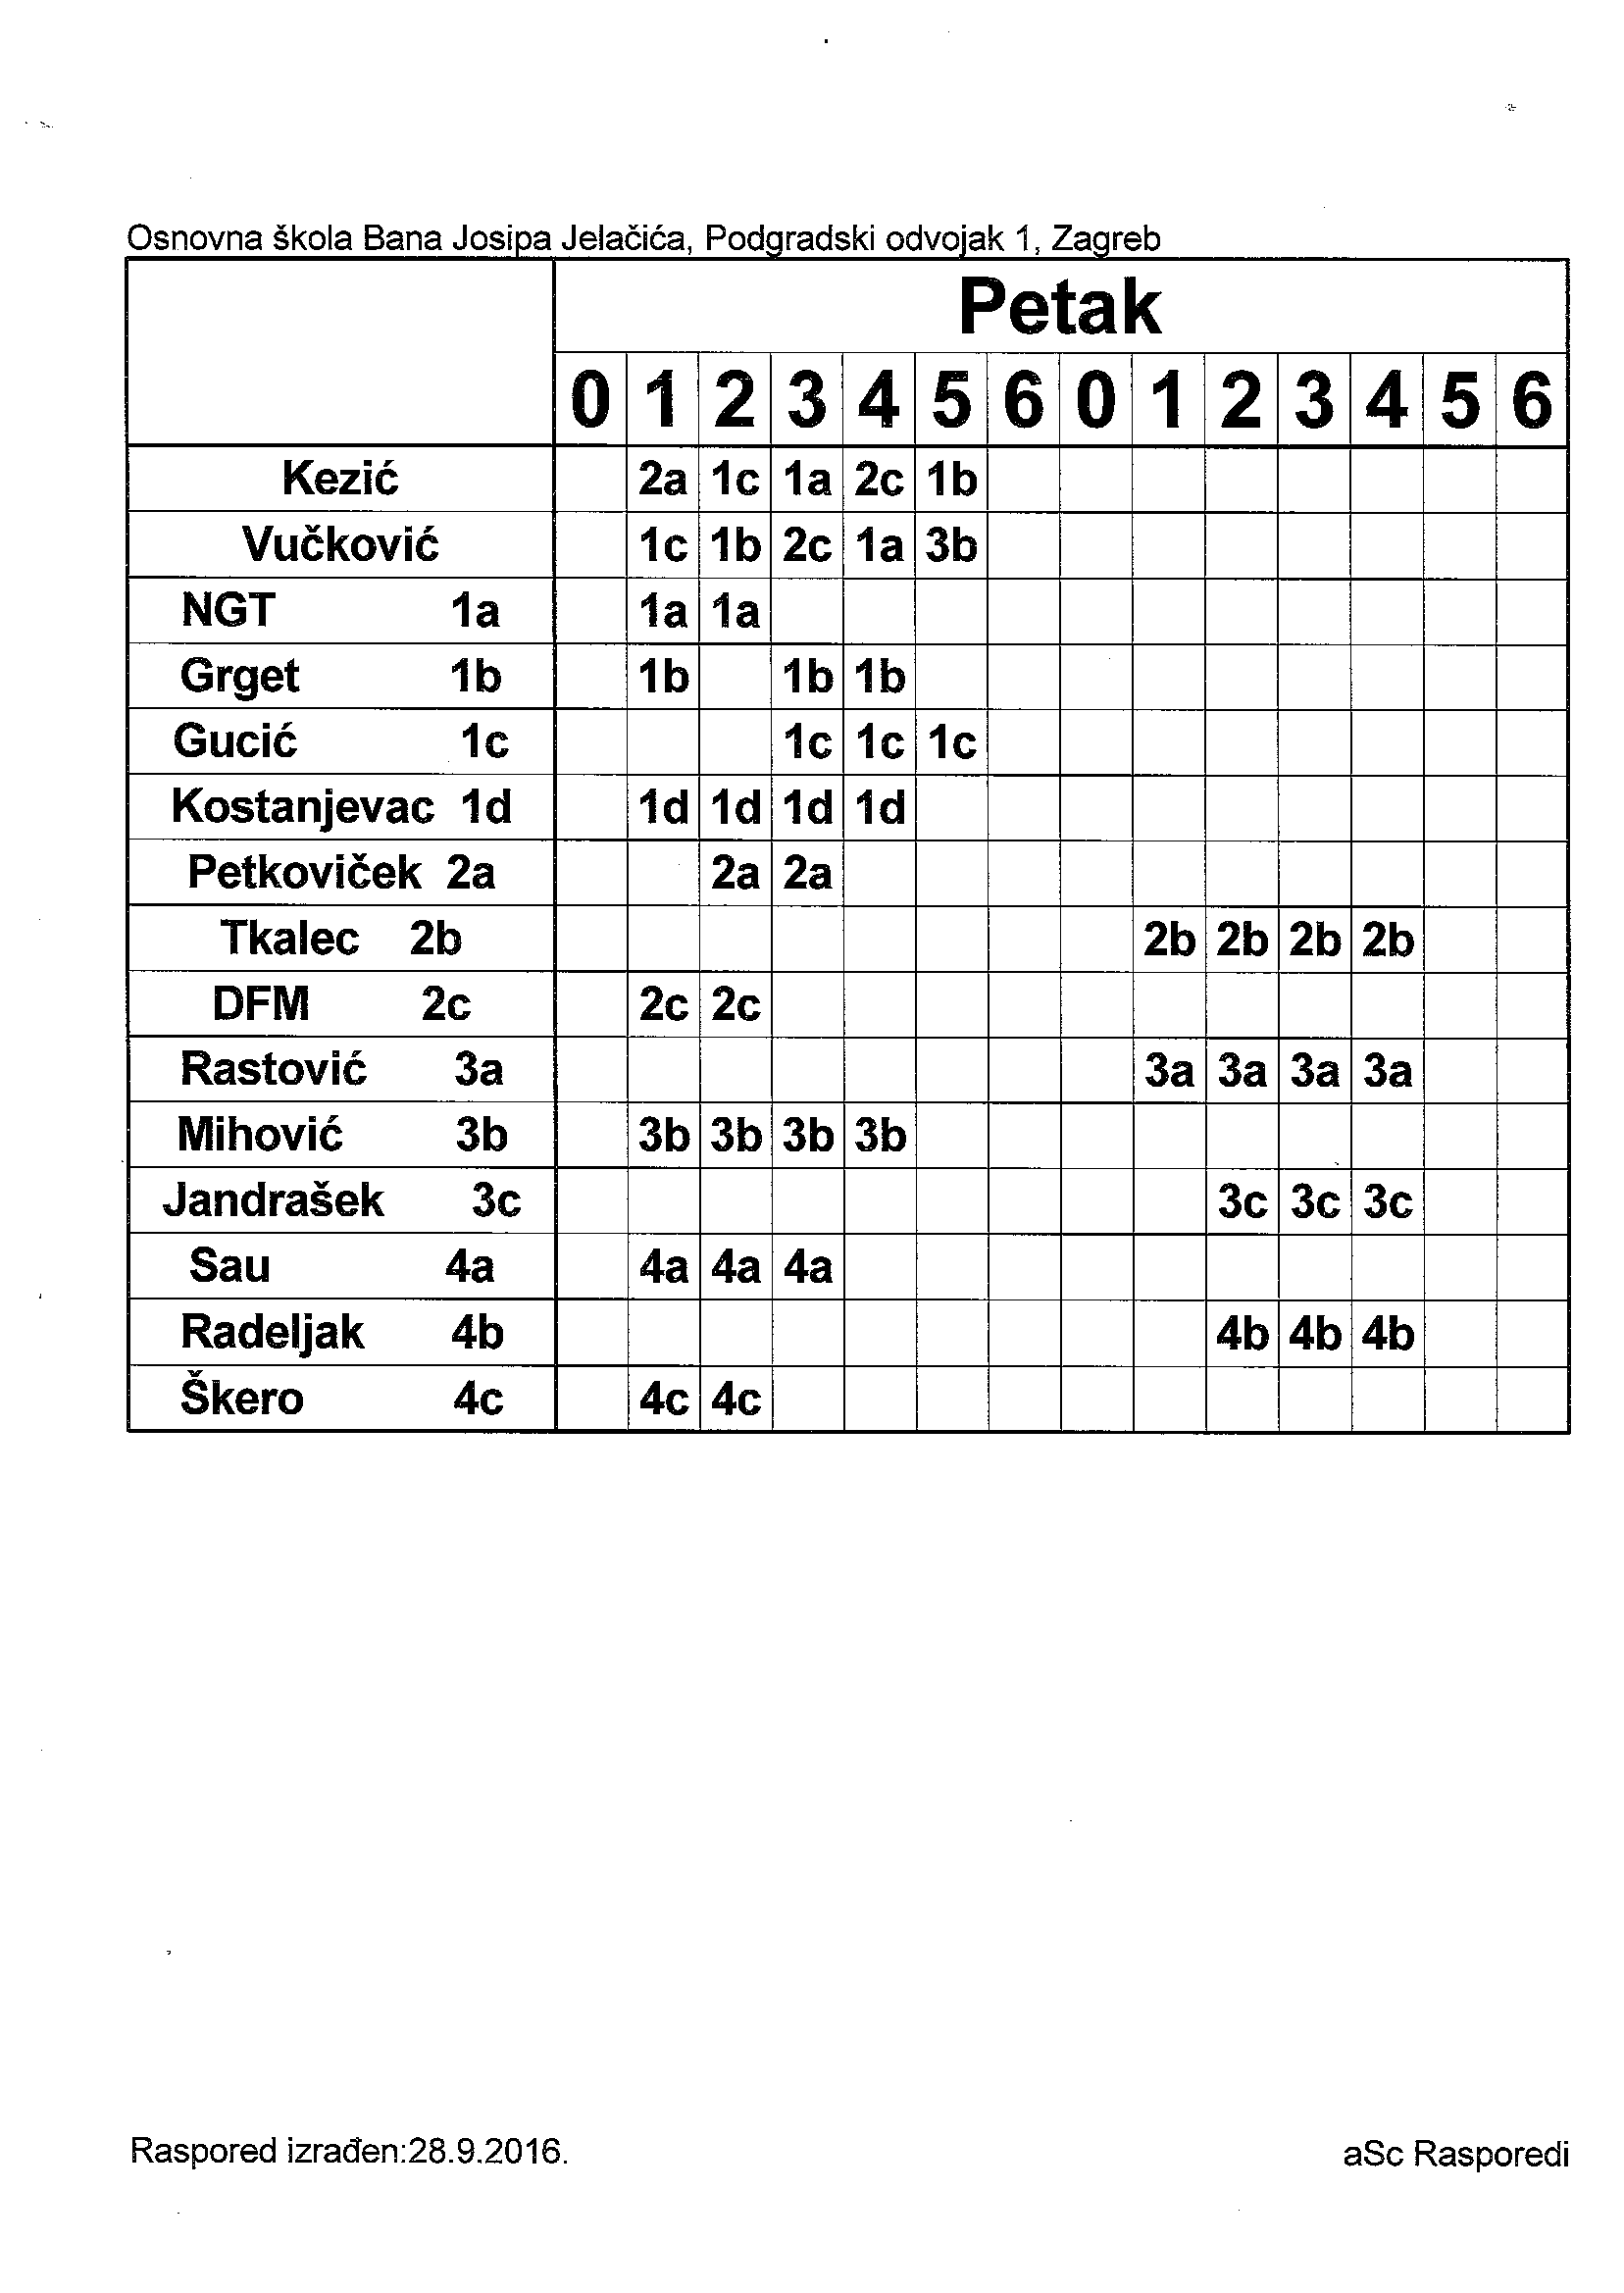 Osnovna škola Bana Josipa Jelačića, Podgradski odvojak 1, Zagreb
Petak
0 1 2 3 4 5 6 0 1 2 3 4 5 6
Kezić 2a 1c 1a 2c 1b
Vučković 1c 1b 2c 1a 3b
NGT 1a 1a 1a
Grget 1b 1b 1b 1b
Gucić 1c 1c 1c 1c
Kostanjevac 1d 1d 1d 1d 1d
Petkoviček 2a 2a 2a
Tkalec 2b 2b 2b 2b 2b
DFM 2c 2c 2c
Rastović 3a 3a 3a 3a 3a
Mihović 3b 3b 3b 3b 3b
Jandrašek 3c 3c 3c 3c
Sau 4a 4a 4a 4a
Radeljak 4b 4b 4b 4b
Škero 4c 4c 4c
Raspored izrađen:28.9.2016.
aSc Rasporedi